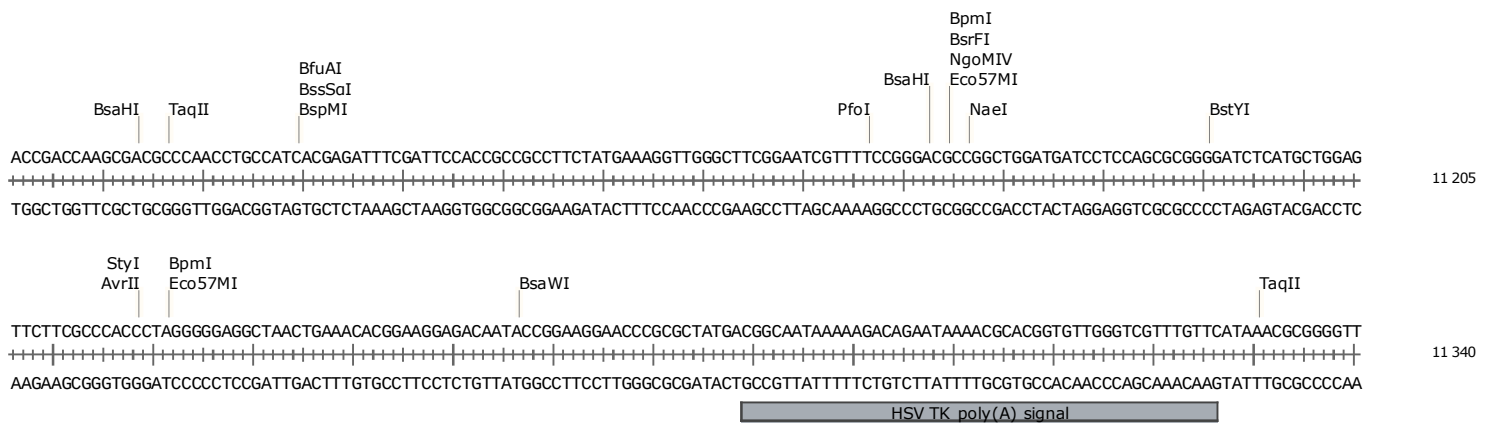 BpmI
BsrFI
BfuAI NgoMIV
BssSαI BsaHI Eco57MI
BsaHI TaqII BspMI PfoI NaeI BstYI
ACCGACCAAGCGACGCCCAACCTGCCATCACGAGATTTCGATTCCACCGCCGCCTTCTATGAAAGGTTGGGCTTCGGAATCGTTTTCCGGGACGCCGGCTGGATGATCCTCCAGCGCGGGGATCTCATGCTGGAG
11 205
TGGCTGGTTCGCTGCGGGTTGGACGGTAGTGCTCTAAAGCTAAGGTGGCGGCGGAAGATACTTTCCAACCCGAAGCCTTAGCAAAAGGCCCTGCGGCCGACCTACTAGGAGGTCGCGCCCCTAGAGTACGACCTC
StyI BpmI
AvrII Eco57MI BsaWI TaqII
TTCTTCGCCCACCCTAGGGGGAGGCTAACTGAAACACGGAAGGAGACAATACCGGAAGGAACCCGCGCTATGACGGCAATAAAAAGACAGAATAAAACGCACGGTGTTGGGTCGTTTGTTCATAAACGCGGGGTT
11 340
AAGAAGCGGGTGGGATCCCCCTCCGATTGACTTTGTGCCTTCCTCTGTTATGGCCTTCCTTGGGCGCGATACTGCCGTTATTTTTCTGTCTTATTTTGCGTGCCACAACCCAGCAAACAAGTATTTGCGCCCCAA
HSV TK poly(A) signal